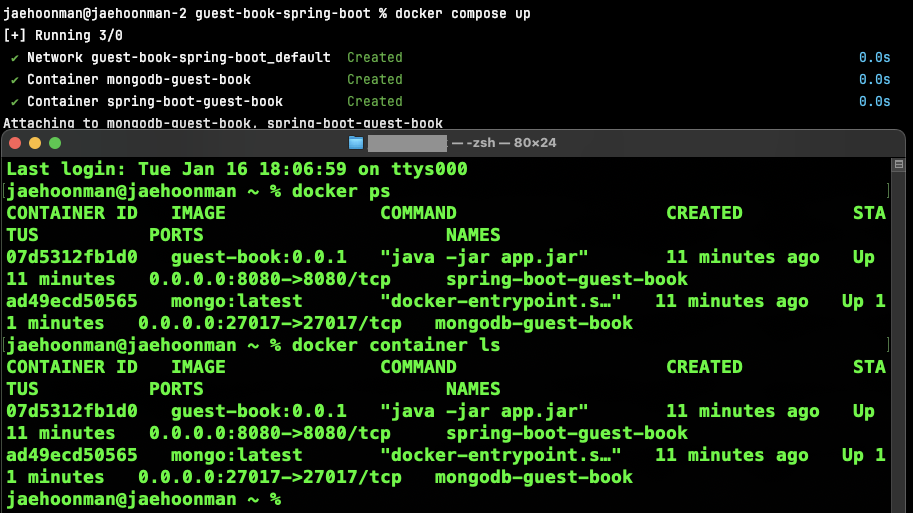 jaehoonman@jaehoonman-2 guest-book-spring-boot % docker compose up
[+] Running 3/0
✔ Network guest-book-spring-boot_default  Created  0.0s
✔ Container mongodb-guest-book  Created  0.0s
✔ Container spring-boot-guest-book  Created  0.0s
Attaching to mongodb-guest-book, spring-boot-guest-book
— -zsh — 80×24
Last login: Tue Jan 16 18:06:59 on ttys000
[jaehoonman@jaehoonman ~ % docker ps ]
CONTAINER ID   IMAGE              COMMAND                   CREATED          STA
TUS          PORTS                      NAMES
07d5312fb1d0   guest-book:0.0.1   "java -jar app.jar"       11 minutes ago   Up
11 minutes   0.0.0.0:8080->8080/tcp     spring-boot-guest-book
ad49ecd50565   mongo:latest       "docker-entrypoint.s…"   11 minutes ago   Up 1
1 minutes   0.0.0.0:27017->27017/tcp   mongodb-guest-book
[jaehoonman@jaehoonman ~ % docker container ls ]
CONTAINER ID   IMAGE              COMMAND                   CREATED          STA
TUS          PORTS                      NAMES
07d5312fb1d0   guest-book:0.0.1   "java -jar app.jar"       11 minutes ago   Up
11 minutes   0.0.0.0:8080->8080/tcp     spring-boot-guest-book
ad49ecd50565   mongo:latest       "docker-entrypoint.s…"   11 minutes ago   Up 1
1 minutes   0.0.0.0:27017->27017/tcp   mongodb-guest-book
jaehoonman@jaehoonman ~ %